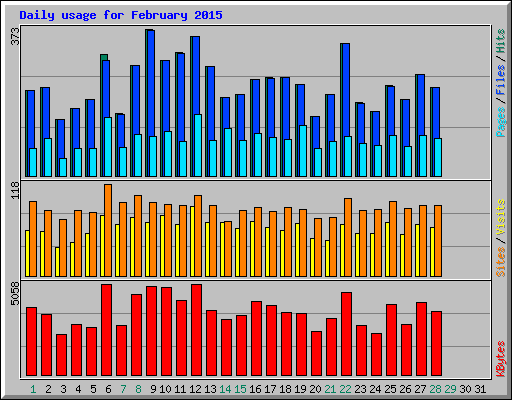 Daily usage for February 2015
373
Pages / Files / Hits
118
Sites / Visits
5058
KBytes
1 2 3 4 5 6 7 8 9 10 11 12 13 14 15 16 17 18 19 20 21 22 23 24 25 26 27 28 29 30 31